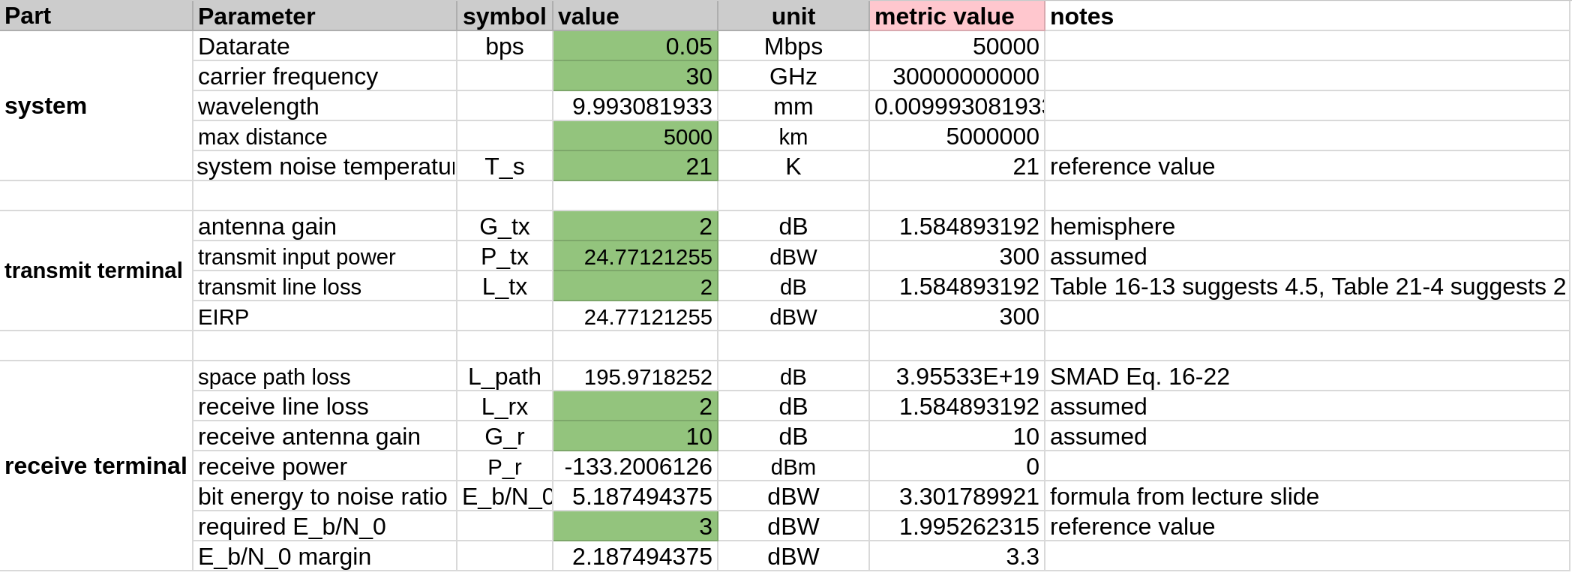 Part Parameter symbol value unit metric value notes
system
Datarate bps 0.05 Mbps 50000
carrier frequency 30 GHz 30000000000
wavelength 9.993081933 mm 0.009993081933
max distance 5000 km 5000000
system noise temperatur T_s 21 K 21 reference value
transmit terminal
antenna gain G_tx 2 dB 1.584893192 hemisphere
transmit input power P_tx 24.77121255 dBW 300 assumed
transmit line loss L_tx 2 dB 1.584893192 Table 16-13 suggests 4.5, Table 21-4 suggests 2
EIRP 24.77121255 dBW 300
receive terminal
space path loss L_path 195.9718252 dB 3.95533E+19 SMAD Eq. 16-22
receive line loss L_rx 2 dB 1.584893192 assumed
receive antenna gain G_r 10 dB 10 assumed
receive power P_r -133.2006126 dBm 0
bit energy to noise ratio E_b/N_0 5.187494375 dBW 3.301789921 formula from lecture slide
required E_b/N_0 3 dBW 1.995262315 reference value
E_b/N_0 margin 2.187494375 dBW 3.3